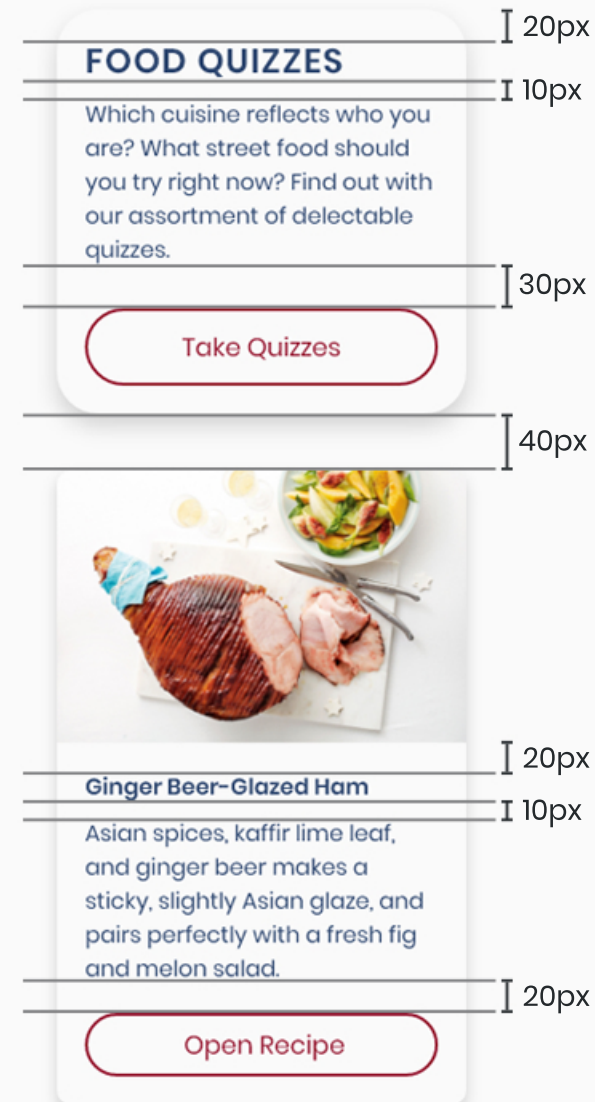 20px
FOOD QUIZZES
10px
Which cuisine reflects who you
are? What street food should
you try right now? Find out with
our assortment of delectable
quizzes.
30px
Take Quizzes
40px
20px
Ginger Beer-Glazed Ham
10px
Asian spices, kaffir lime leaf,
and ginger beer makes a
sticky, slightly Asian glaze, and
pairs perfectly with a fresh fig
and melon salad.
20px
Open Recipe